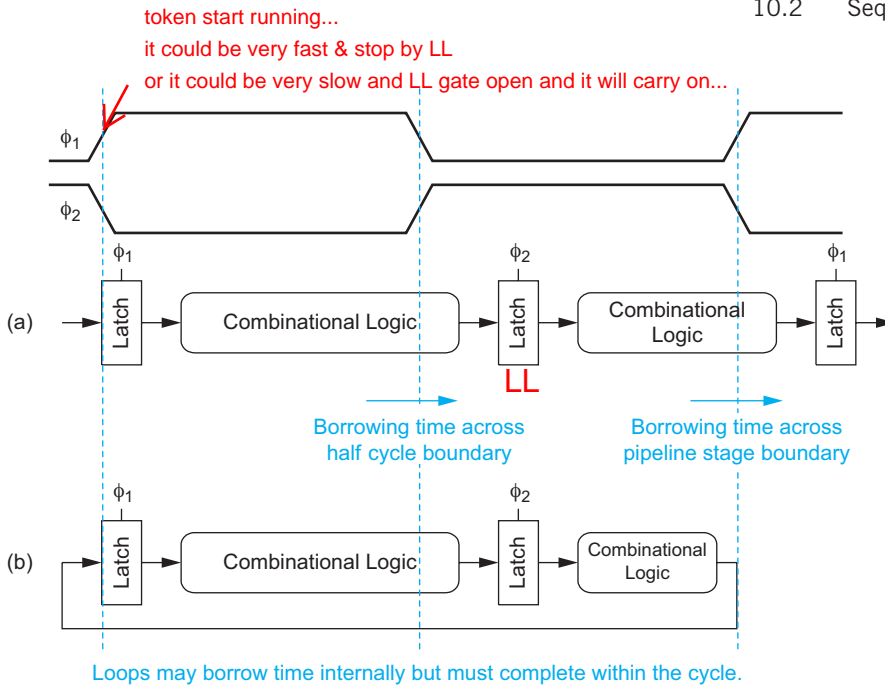 10.2 Seq
token start running...
it could be very fast & stop by LL
or it could be very slow and LL gate open and it will carry on...
ϕ1
ϕ2
ϕ1
ϕ2
ϕ1
(a)
Latch
Combinational Logic
Latch
Combinational
Logic
Latch
LL
Borrowing time across
half cycle boundary
Borrowing time across
pipeline stage boundary
ϕ1
ϕ2
(b)
Latch
Combinational Logic
Latch
Combinational
Logic
Loops may borrow time internally but must complete within the cycle.